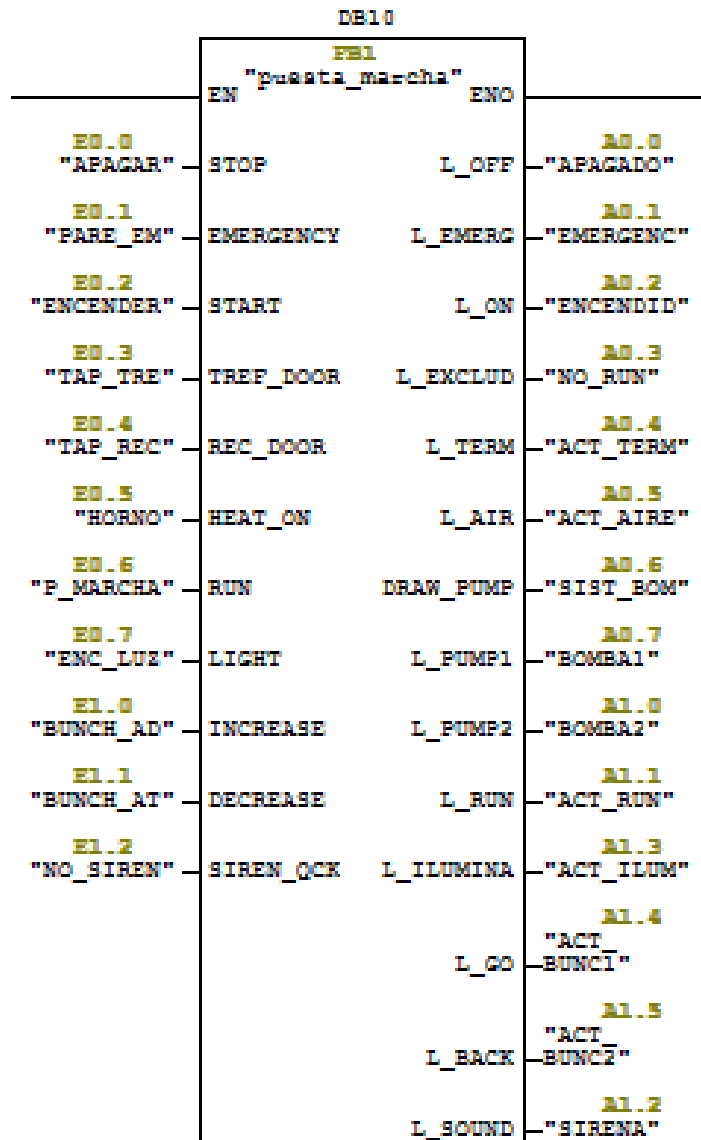 DB10
FB1
"puesta_marcha"
EN ENO
E0.0 A0.0
"APAGAR" STOP L_OFF "APAGADO"
E0.1 A0.1
"PARE_EM" EMERGENCY L_EMERG "EMERGENC"
E0.2 A0.2
"ENCENDER" START L_ON "ENCENDID"
E0.3 A0.3
"TAP_TRE" TREF_DOOR L_EXCLUD "NO_RUN"
E0.4 A0.4
"TAP_REC" REC_DOOR L_TERM "ACT_TERM"
E0.5 A0.5
"HORNO" HEAT_ON L_AIR "ACT_AIRE"
E0.6 A0.6
"P_MARCHA" RUN DRAW_PUMP "SIST_BOM"
E0.7 A0.7
"ENC_LUZ" LIGHT L_PUMP1 "BOMBA1"
E1.0 A1.0
"BUNCH_AD" INCREASE L_PUMP2 "BOMBA2"
E1.1 A1.1
"BUNCH_AT" DECREASE L_RUN "ACT_RUN"
E1.2 A1.3
"NO_SIREN" SIREN_QCK L_ILUMINA "ACT_ILUM"
A1.4
"ACT_
L_GO BUNC1"
A1.5
"ACT_
L_BACK BUNC2"
A1.2
L_SOUND "SIRENA"